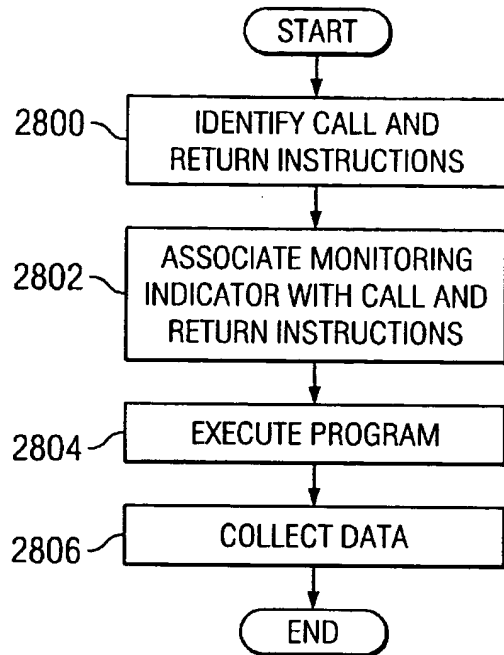 START
2800
IDENTIFY CALL AND
RETURN INSTRUCTIONS
2802
ASSOCIATE MONITORING
INDICATOR WITH CALL AND
RETURN INSTRUCTIONS
2804
EXECUTE PROGRAM
2806
COLLECT DATA
END